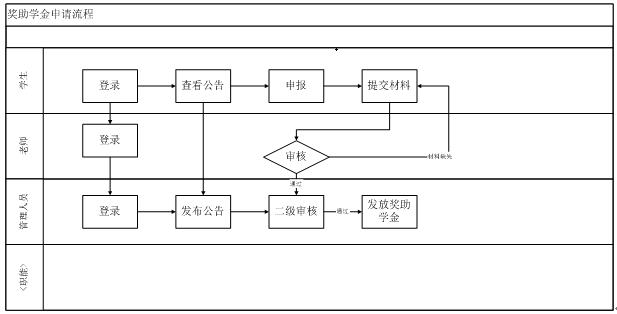 奖助学金申请流程
学生
登录
查看公告
申报
提交材料
老师
登录
审核
材料缺失
通过
管理人员
登录
发布公告
二级审核
通过
发放奖助
学金
<职能>